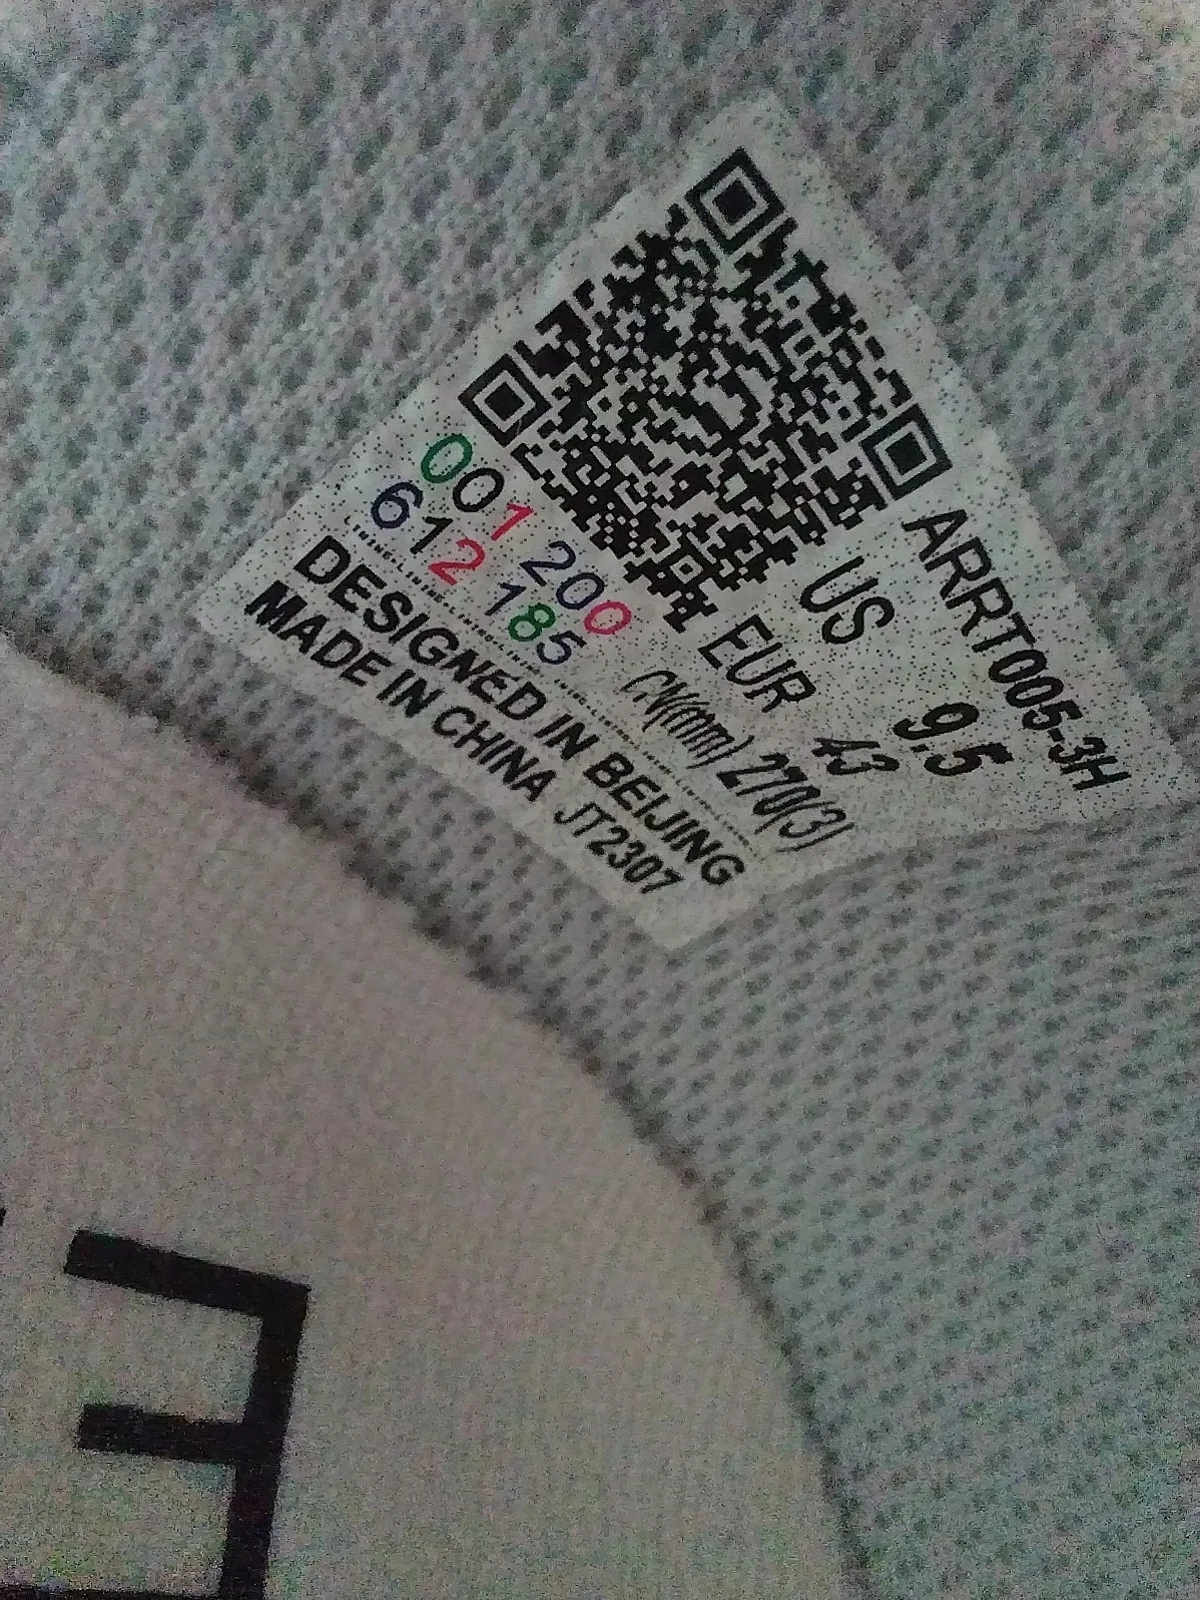 ARRT005-3H
US 9.5
EUR 43
CN(mm) 270(3)
001 200
612 185
DESIGNED IN BEIJING
MADE IN CHINA JT2307
E